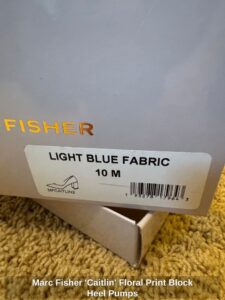 FISHER
LIGHT BLUE FABRIC
10 M
Marc Fisher 'Caitlin' Floral Print Block
Heel Pumps